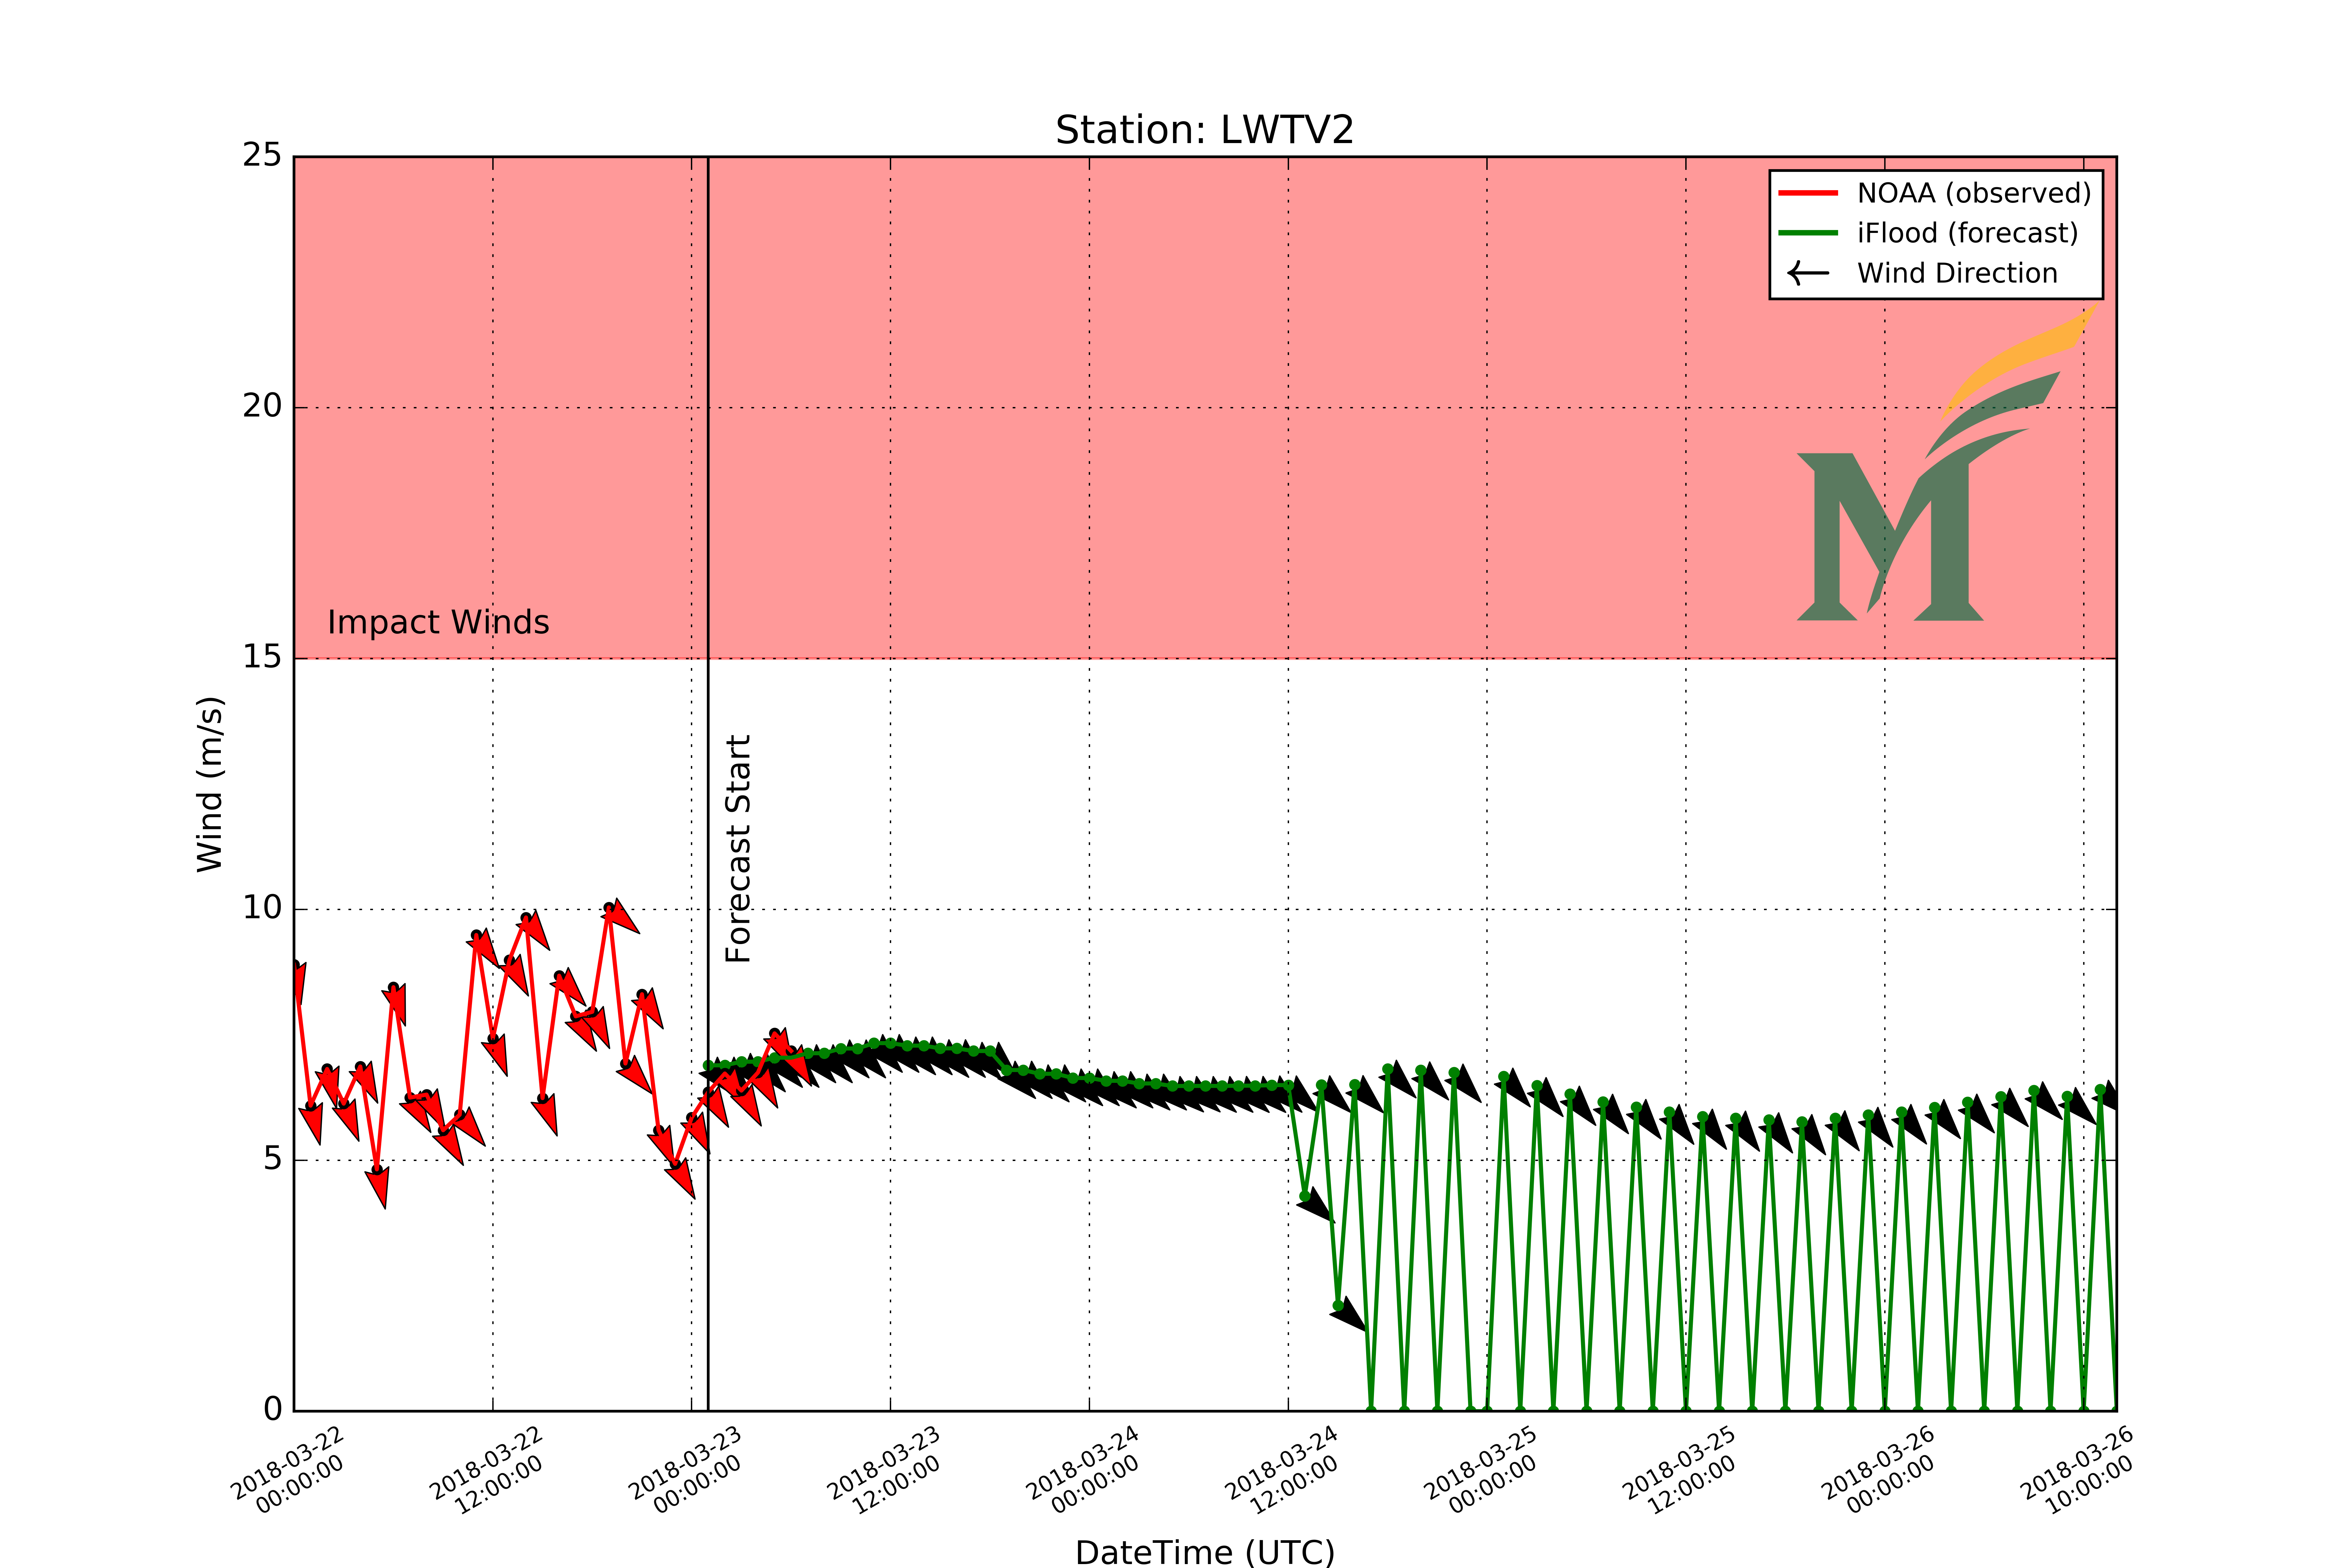 Station: LWTV2
25
20
15
10
5
0
Wind (m/s)
NOAA (observed)
iFlood (forecast)
Wind Direction
M
Impact Winds
Forecast Start
2018-03-22
00:00:00
2018-03-22
12:00:00
2018-03-23
00:00:00
2018-03-23
12:00:00
2018-03-24
00:00:00
2018-03-24
12:00:00
2018-03-25
00:00:00
2018-03-25
12:00:00
2018-03-26
00:00:00
2018-03-26
10:00:00
DateTime (UTC)